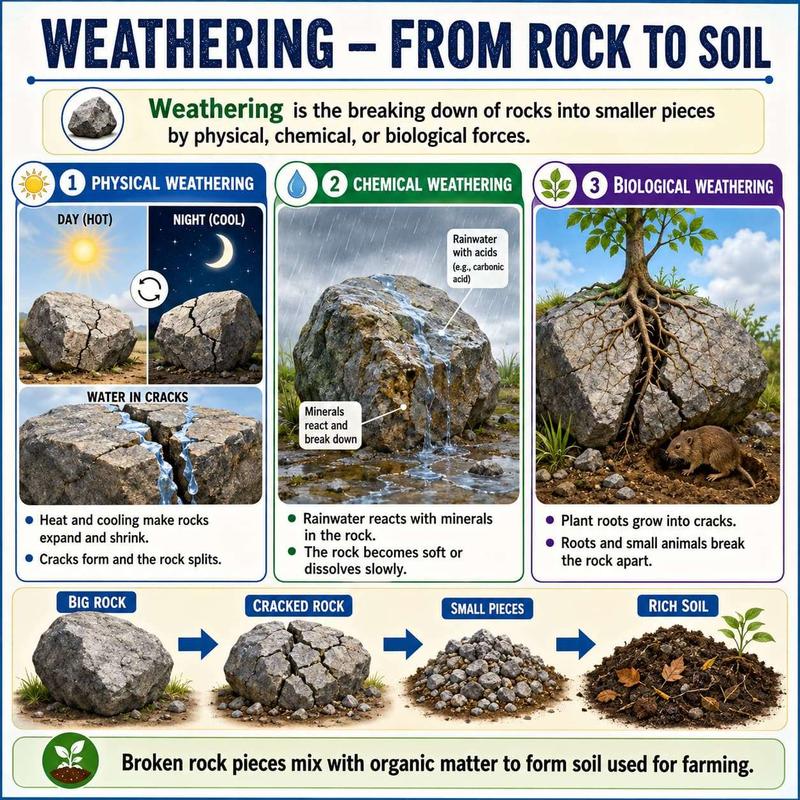 WEATHERING – FROM ROCK TO SOIL
Weathering is the breaking down of rocks into smaller pieces
by physical, chemical, or biological forces.
1 PHYSICAL WEATHERING
DAY (HOT)
NIGHT (COOL)
WATER IN CRACKS
• Heat and cooling make rocks
expand and shrink.
• Cracks form and the rock splits.
2 CHEMICAL WEATHERING
Rainwater
with acids
(e.g., carbonic
acid)
Minerals
react and
break down
• Rainwater reacts with minerals
in the rock.
• The rock becomes soft or
dissolves slowly.
3 BIOLOGICAL WEATHERING
• Plant roots grow into cracks.
• Roots and small animals break
the rock apart.
BIG ROCK
CRACKED ROCK
SMALL PIECES
RICH SOIL
Broken rock pieces mix with organic matter to form soil used for farming.